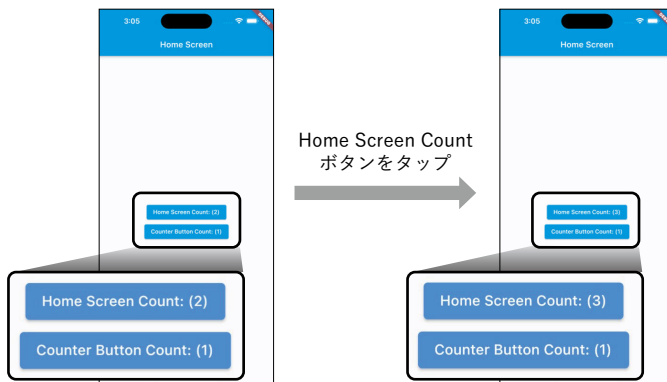 3:05
DEBUG
Home Screen
Home Screen Count: (2)
Counter Button Count: (1)
Home Screen Count: (2)
Counter Button Count: (1)
Home Screen Count
ボタンをタップ
3:05
Home Screen
Home Screen Count: (3)
Counter Button Count: (1)
Home Screen Count: (3)
Counter Button Count: (1)